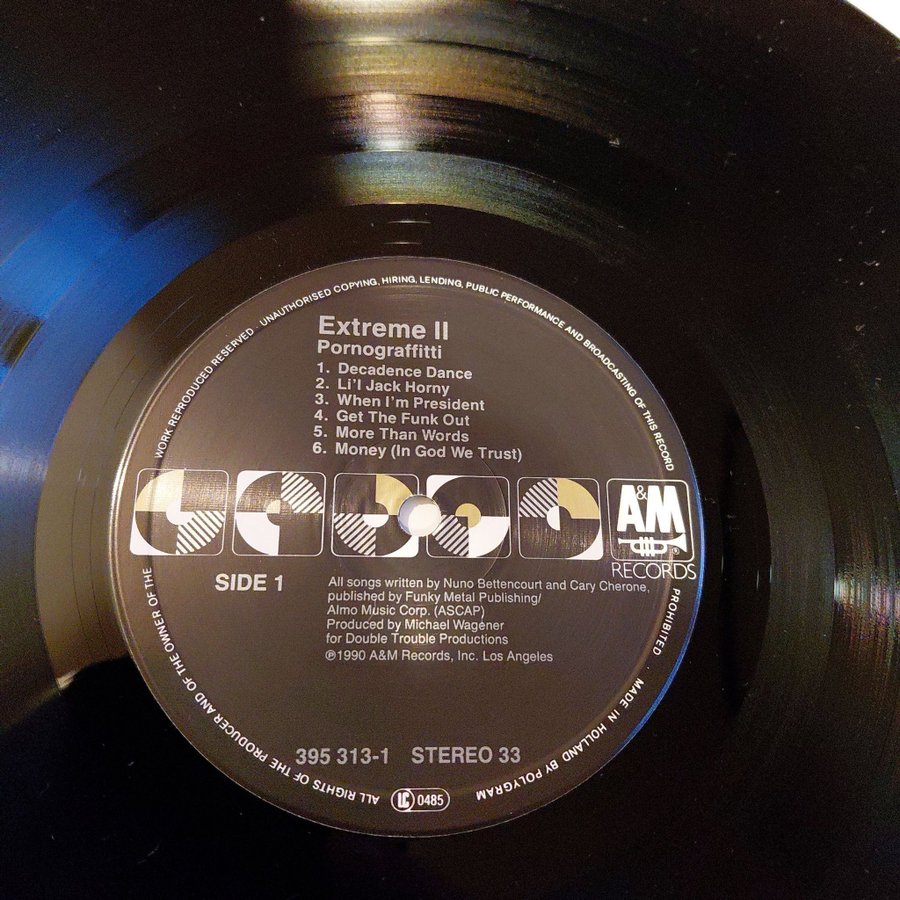 Extreme II
Pornograffitti
1. Decadence Dance
2. Li'l Jack Horny
3. When I'm President
4. Get The Funk Out
5. More Than Words
6. Money (In God We Trust)
A&M
®
RECORDS
SIDE 1
All songs written by Nuno Bettencourt and Cary Cherone,
published by Funky Metal Publishing/
Almo Music Corp. (ASCAP)
Produced by Michael Wagener
for Double Trouble Productions
℗1990 A&M Records, Inc. Los Angeles
395 313-1 STEREO 33
LC 0485
ALL RIGHTS OF THE PRODUCER AND OF THE OWNER OF THE WORK REPRODUCED RESERVED · UNAUTHORISED COPYING, HIRING, LENDING, PUBLIC PERFORMANCE AND BROADCASTING OF THIS RECORD PROHIBITED MADE IN HOLLAND BY POLYGRAM